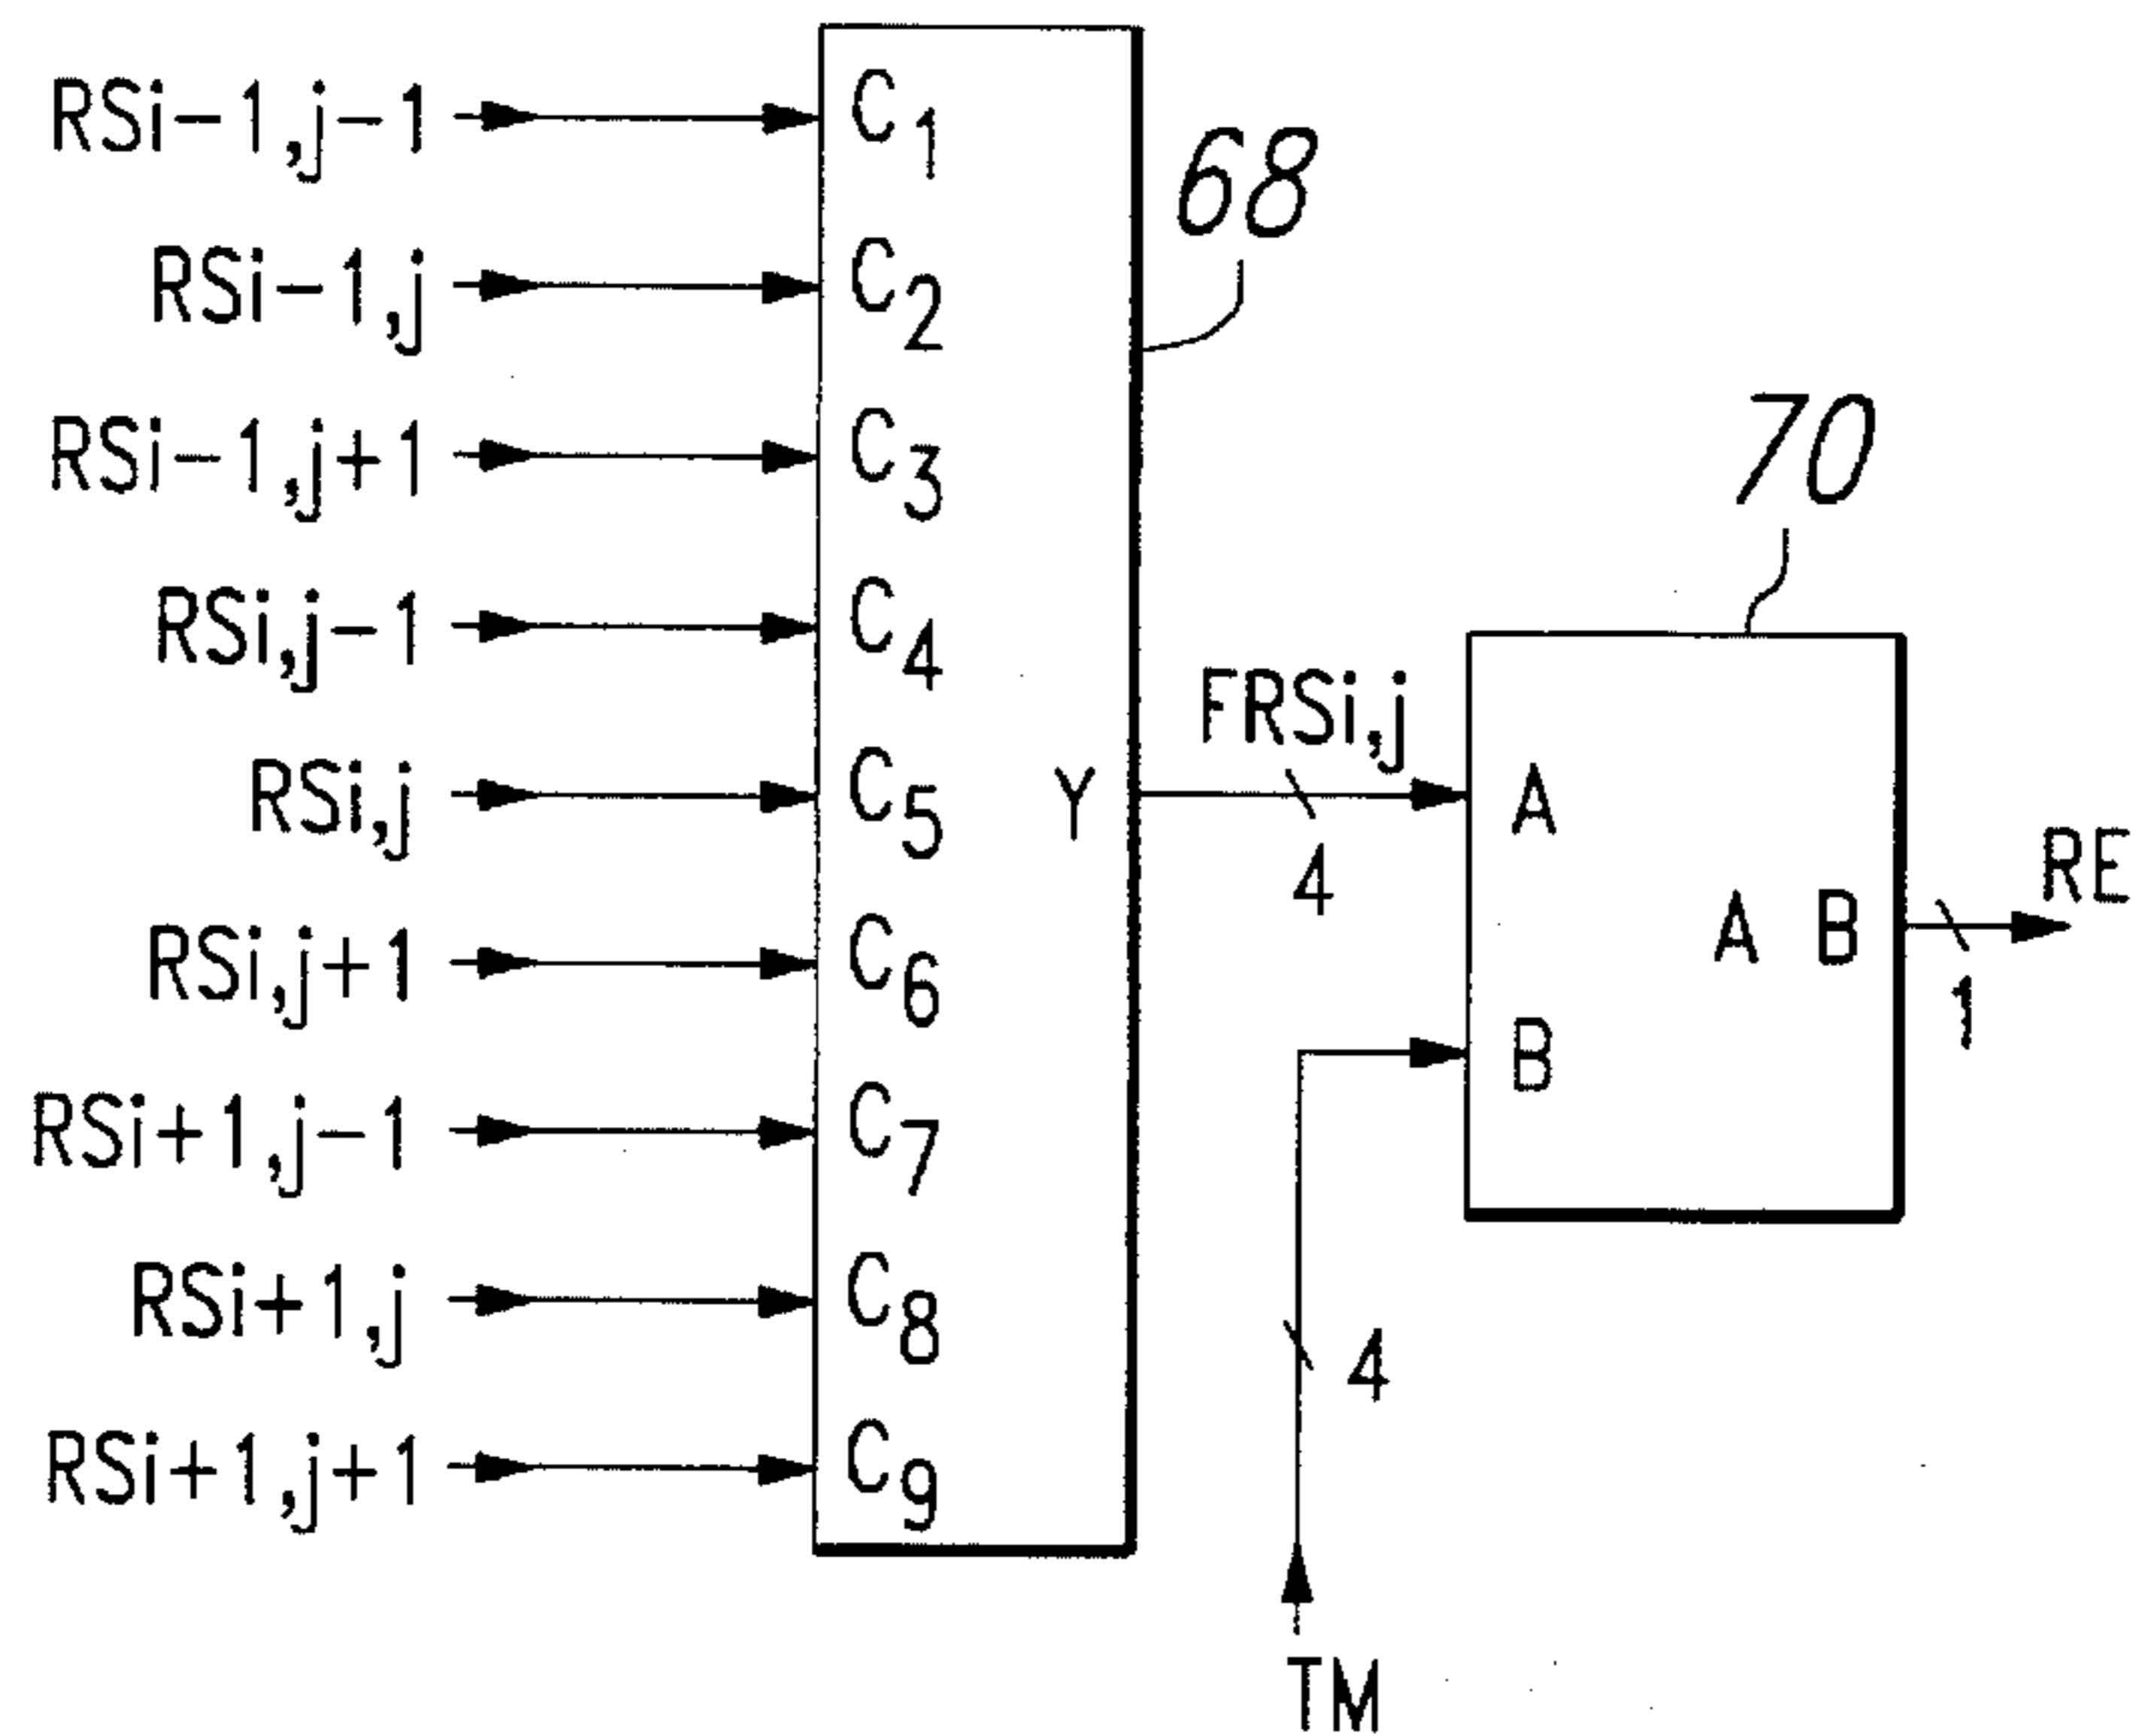 RSi-1,j-1
C1
68
RSi-1,j
C2
RSi-1,j+1
C3
70
RSi,j-1
C4
FRSi,j
RSi,j
C5
Y
A
4
RE
RSi,j+1
C6
A B
1
B
RSi+1,j-1
C7
RSi+1,j
C8
4
RSi+1,j+1
C9
TM